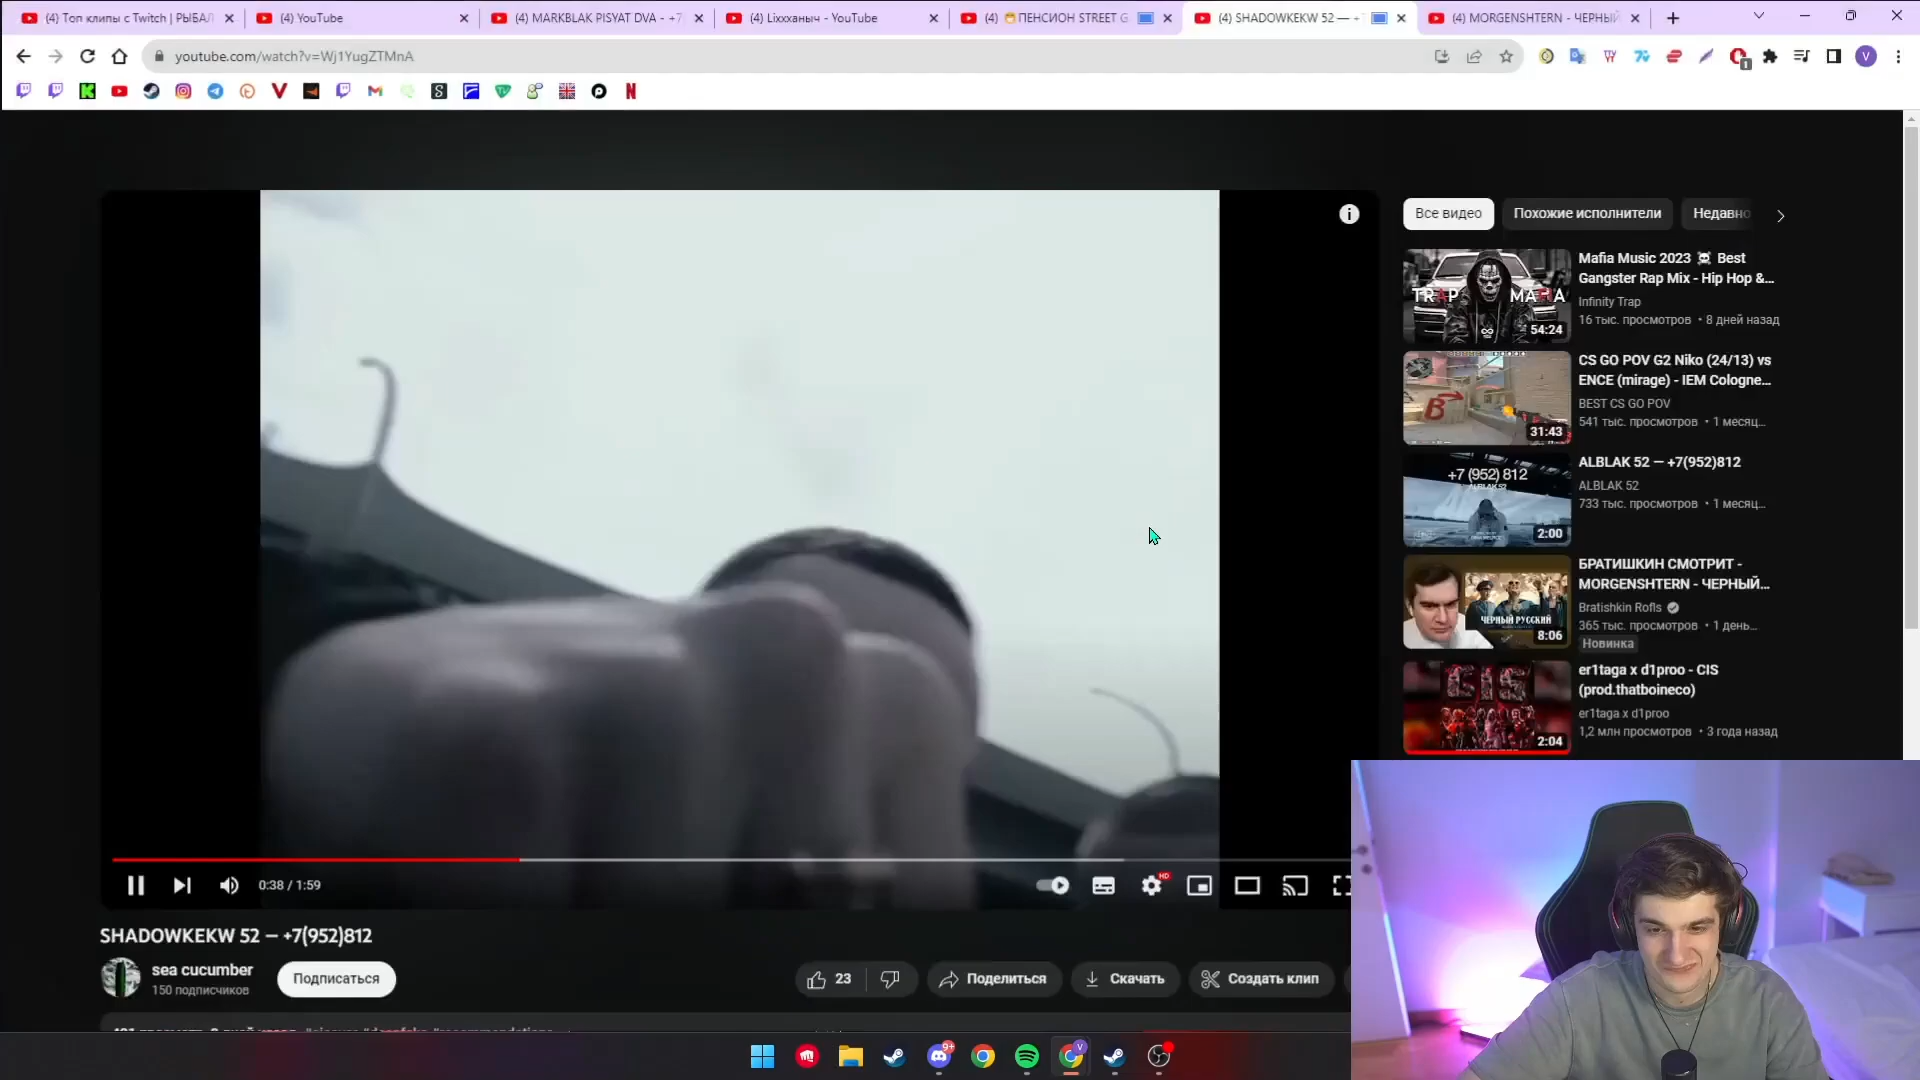 (4) Топ клипы с Twitch | РЫБАЛ
(4) YouTube
(4) MARKBLAK PISYAT DVA - +7
(4) Lixxханыч - YouTube
(4) 😷ПЕНСИОН STREET G
(4) SHADOWKEKW 52 — +
(4) MORGENSHTERN - ЧЕРНЫЙ
youtube.com/watch?v=Wj1YugZTMnA
Все видео
Похожие исполнители
Недавно
TRAP MAFIA
54:24
Mafia Music 2023 ☠️ Best
Gangster Rap Mix - Hip Hop &...
Infinity Trap
16 тыс. просмотров • 8 дней назад
B
31:43
CS GO POV G2 Niko (24/13) vs
ENCE (mirage) - IEM Cologne...
BEST CS GO POV
541 тыс. просмотров • 1 месяц...
+7 (952) 812
ALBLAK 52
2:00
ALBLAK 52 — +7(952)812
ALBLAK 52
733 тыс. просмотров • 1 месяц...
ЧЕРНЫЙ РУССКИЙ
8:06
БРАТИШКИН СМОТРИТ -
MORGENSHTERN - ЧЕРНЫЙ...
Bratishkin Rofls
365 тыс. просмотров • 1 день...
Новинка
CIS
2:04
er1taga x d1proo - CIS
(prod.thatboineco)
er1taga x d1proo
1,2 млн просмотров • 3 года назад
0:38 / 1:59
HD
SHADOWKEKW 52 — +7(952)812
sea cucumber
150 подписчиков
Подписаться
23
Поделиться
Скачать
Создать клип